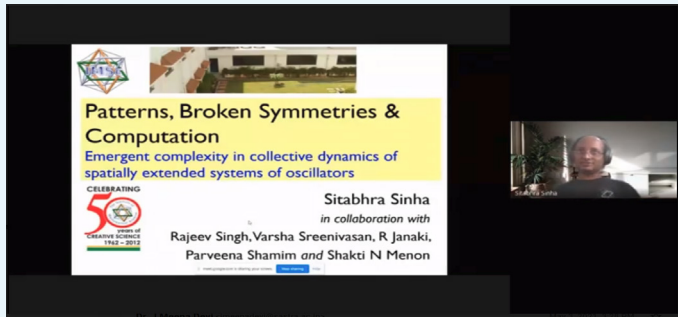 Patterns, Broken Symmetries &
Computation
Emergent complexity in collective dynamics of
spatially extended systems of oscillators
CELEBRATING
50
years of
CREATIVE SCIENCE
1962 – 2012
Sitabhra Sinha
in collaboration with
Rajeev Singh, Varsha Sreenivasan, R Janaki,
Parveena Shamim and Shakti N Menon
Stop sharing
Hide
Sitabhra Sinha